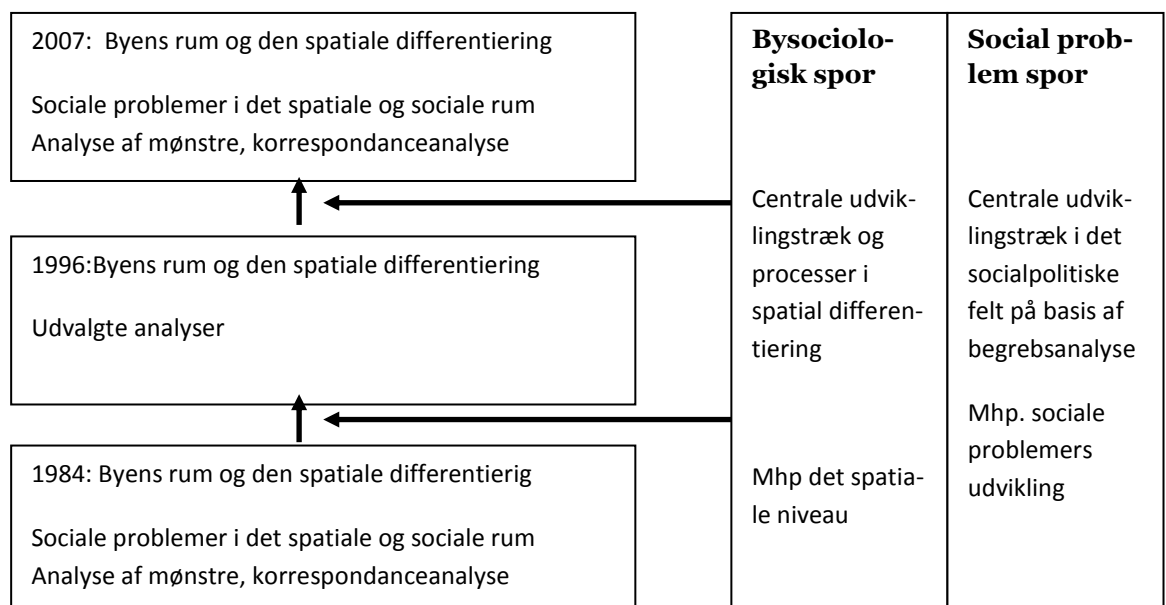 2007:  Byens rum og den spatiale differentiering
Sociale problemer i det spatiale og sociale rum
Analyse af mønstre, korrespondanceanalyse
1996:Byens rum og den spatiale differentiering
Udvalgte analyser
1984: Byens rum og den spatiale differentierig
Sociale problemer i det spatiale og sociale rum
Analyse af mønstre, korrespondanceanalyse
Bysociolo-
gisk spor
Centrale udvik-
lingstræk og
processer i
spatial differen-
tiering
Mhp det spatia-
le niveau
Social prob-
lem spor
Centrale udvik-
lingstræk i det
socialpolitiske
felt på basis af
begrebsanalyse
Mhp. sociale
problemers
udvikling